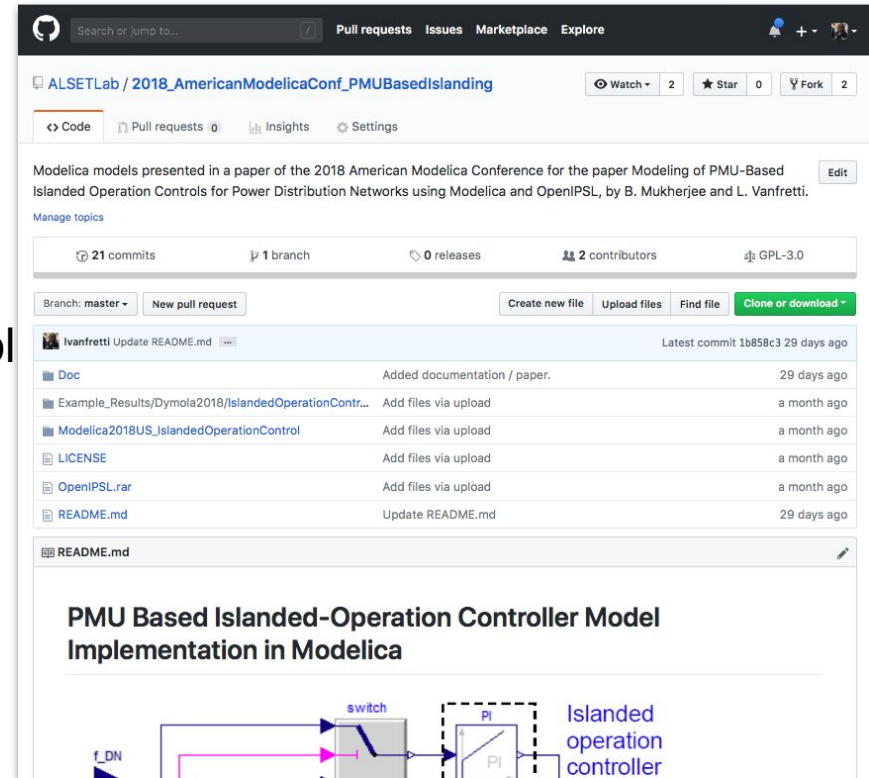 Search or jump to... / Pull requests Issues Marketplace Explore
ALSETLab / 2018_AmericanModelicaConf_PMUBasedIslanding Watch 2 Star 0 Fork 2
Code Pull requests 0 Insights Settings
Modelica models presented in a paper of the 2018 American Modelica Conference for the paper Modeling of PMU-Based Edit
Islanded Operation Controls for Power Distribution Networks using Modelica and OpenIPSL, by B. Mukherjee and L. Vanfretti.
Manage topics
21 commits 1 branch 0 releases 2 contributors GPL-3.0
Branch: master New pull request Create new file Upload files Find file Clone or download
lvanfretti Update README.md ... Latest commit 1b858c3 29 days ago
Doc Added documentation / paper. 29 days ago
Example_Results/Dymola2018/IslandedOperationContr... Add files via upload a month ago
Modelica2018US_IslandedOperationControl Add files via upload a month ago
LICENSE Add files via upload a month ago
OpenIPSL.rar Add files via upload a month ago
README.md Update README.md 29 days ago
README.md
PMU Based Islanded-Operation Controller Model
Implementation in Modelica
switch PI Islanded
operation
f_DN PI controller